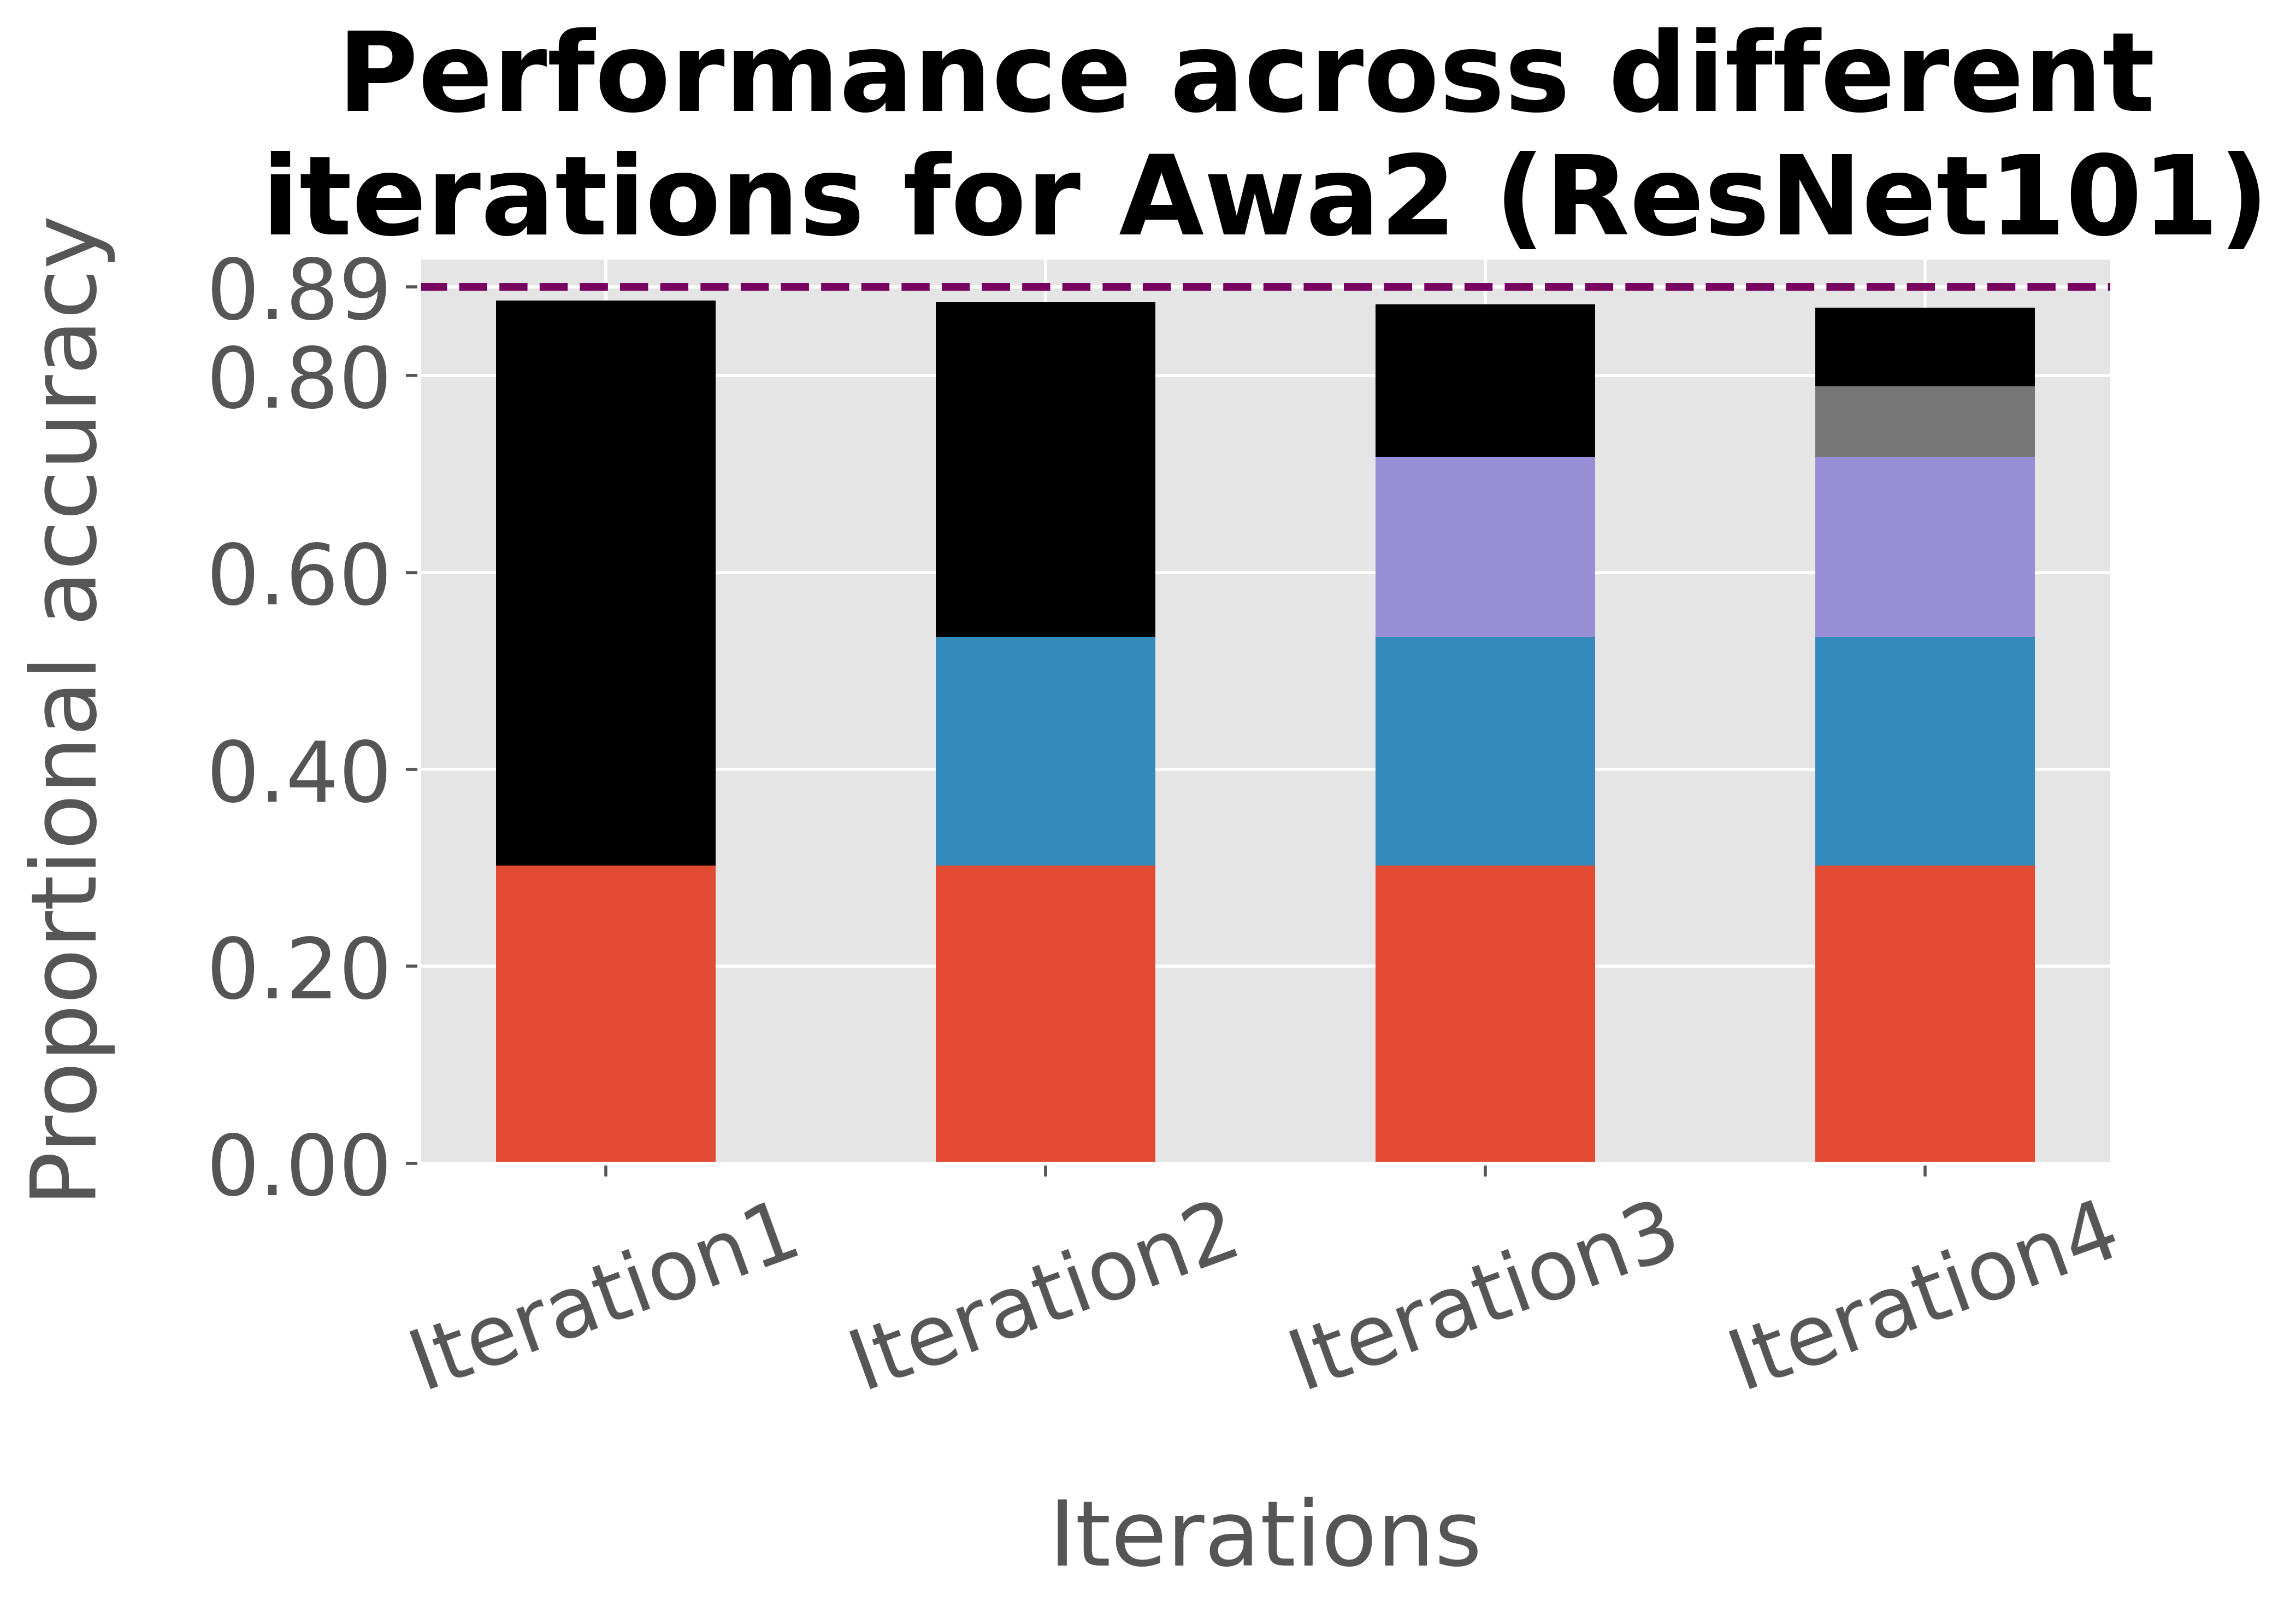 Performance across different
iterations for Awa2 (ResNet101)
Proportional accuracy
0.89
0.80
0.60
0.40
0.20
0.00
Iteration1
Iteration2
Iteration3
Iteration4
Iterations